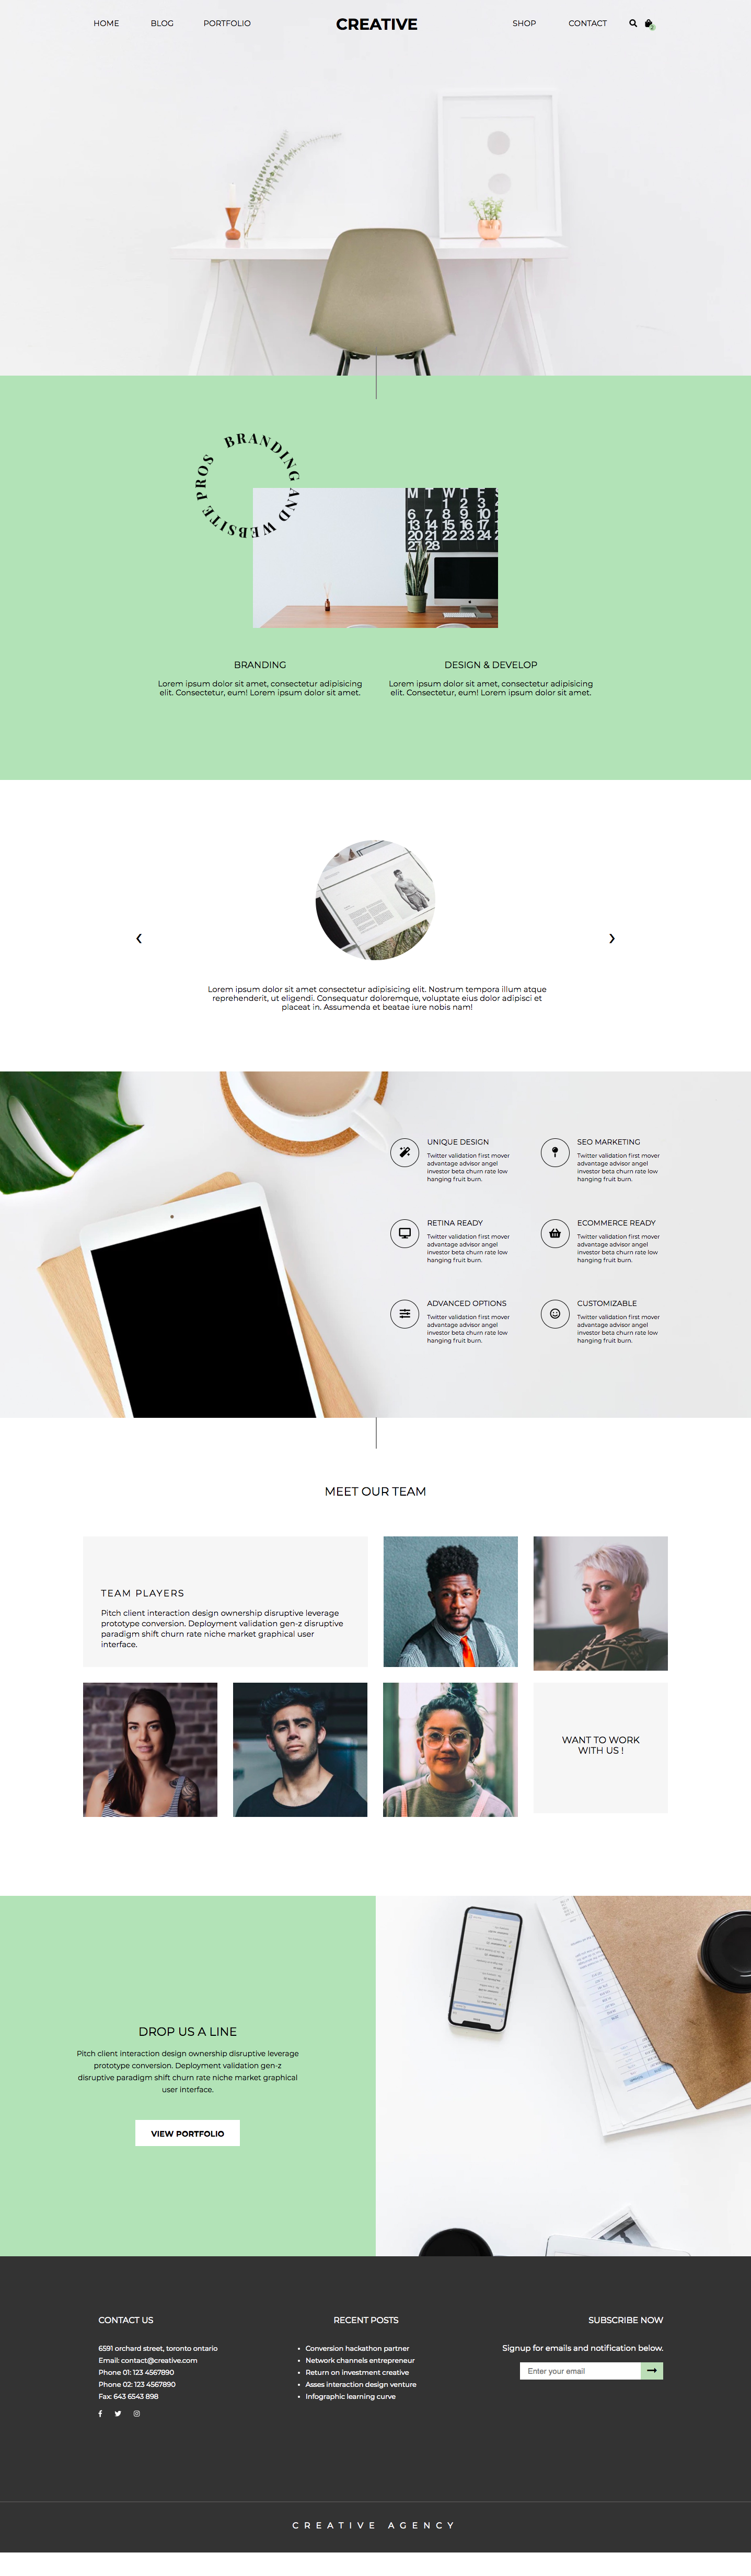 HOME BLOG PORTFOLIO CREATIVE SHOP CONTACT
BRANDING AND WEBSITE PROS
M T W T F S
1 2 3
6 7 8 9 10
13 14 15 16 17
20 21 22 23 24
27 28
BRANDING
Lorem ipsum dolor sit amet, consectetur adipisicing
elit. Consectetur, eum! Lorem ipsum dolor sit amet.
DESIGN & DEVELOP
Lorem ipsum dolor sit amet, consectetur adipisicing
elit. Consectetur, eum! Lorem ipsum dolor sit amet.
Lorem ipsum dolor sit amet consectetur adipisicing elit. Nostrum tempora illum atque
reprehenderit, ut eligendi. Consequatur doloremque, voluptate eius dolor adipisci et
placeat in. Assumenda et beatae iure nobis nam!
UNIQUE DESIGN
Twitter validation first mover
advantage advisor angel
investor beta churn rate low
hanging fruit burn.
SEO MARKETING
Twitter validation first mover
advantage advisor angel
investor beta churn rate low
hanging fruit burn.
RETINA READY
Twitter validation first mover
advantage advisor angel
investor beta churn rate low
hanging fruit burn.
ECOMMERCE READY
Twitter validation first mover
advantage advisor angel
investor beta churn rate low
hanging fruit burn.
ADVANCED OPTIONS
Twitter validation first mover
advantage advisor angel
investor beta churn rate low
hanging fruit burn.
CUSTOMIZABLE
Twitter validation first mover
advantage advisor angel
investor beta churn rate low
hanging fruit burn.
MEET OUR TEAM
TEAM PLAYERS
Pitch client interaction design ownership disruptive leverage
prototype conversion. Deployment validation gen-z disruptive
paradigm shift churn rate niche market graphical user
interface.
WANT TO WORK
WITH US !
DROP US A LINE
Pitch client interaction design ownership disruptive leverage
prototype conversion. Deployment validation gen-z
disruptive paradigm shift churn rate niche market graphical
user interface.
VIEW PORTFOLIO
CONTACT US
6591 orchard street, toronto ontario
Email: contact@creative.com
Phone 01: 123 4567890
Phone 02: 123 4567890
Fax: 643 6543 898
RECENT POSTS
• Conversion hackathon partner
• Network channels entrepreneur
• Return on investment creative
• Asses interaction design venture
• Infographic learning curve
SUBSCRIBE NOW
Signup for emails and notification below.
Enter your email
CREATIVE AGENCY